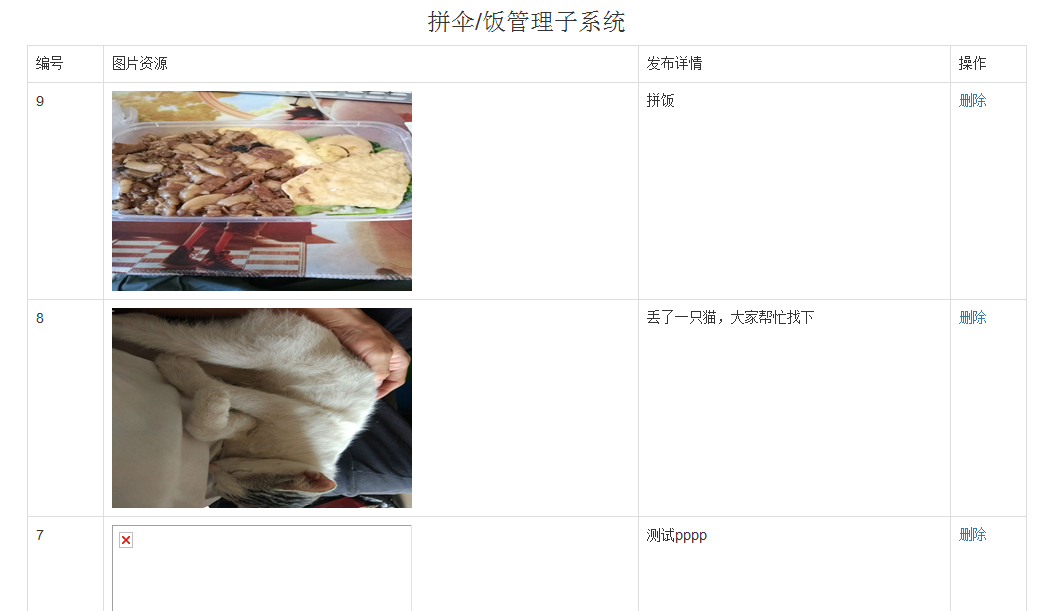 拼伞/饭管理子系统
编号 图片资源 发布详情 操作
9 拼饭 删除
8 丢了一只猫，大家帮忙找下 删除
7 测试pppp 删除